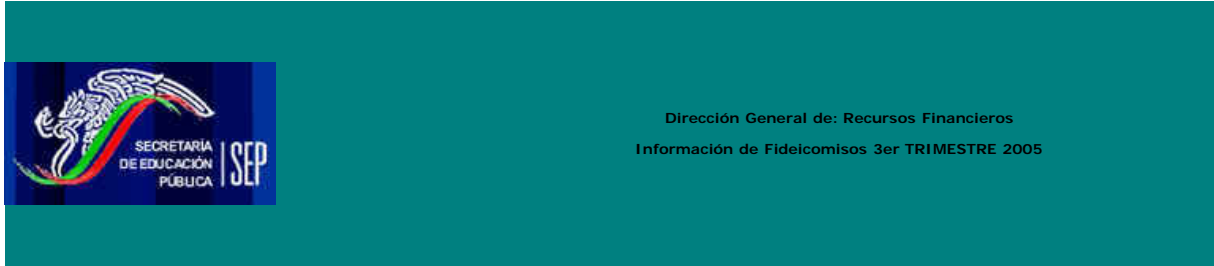 SECRETARÍA
DE EDUCACIÓN
PÚBLICA
SEP
Dirección General de: Recursos Financieros
Información de Fideicomisos 3er TRIMESTRE 2005